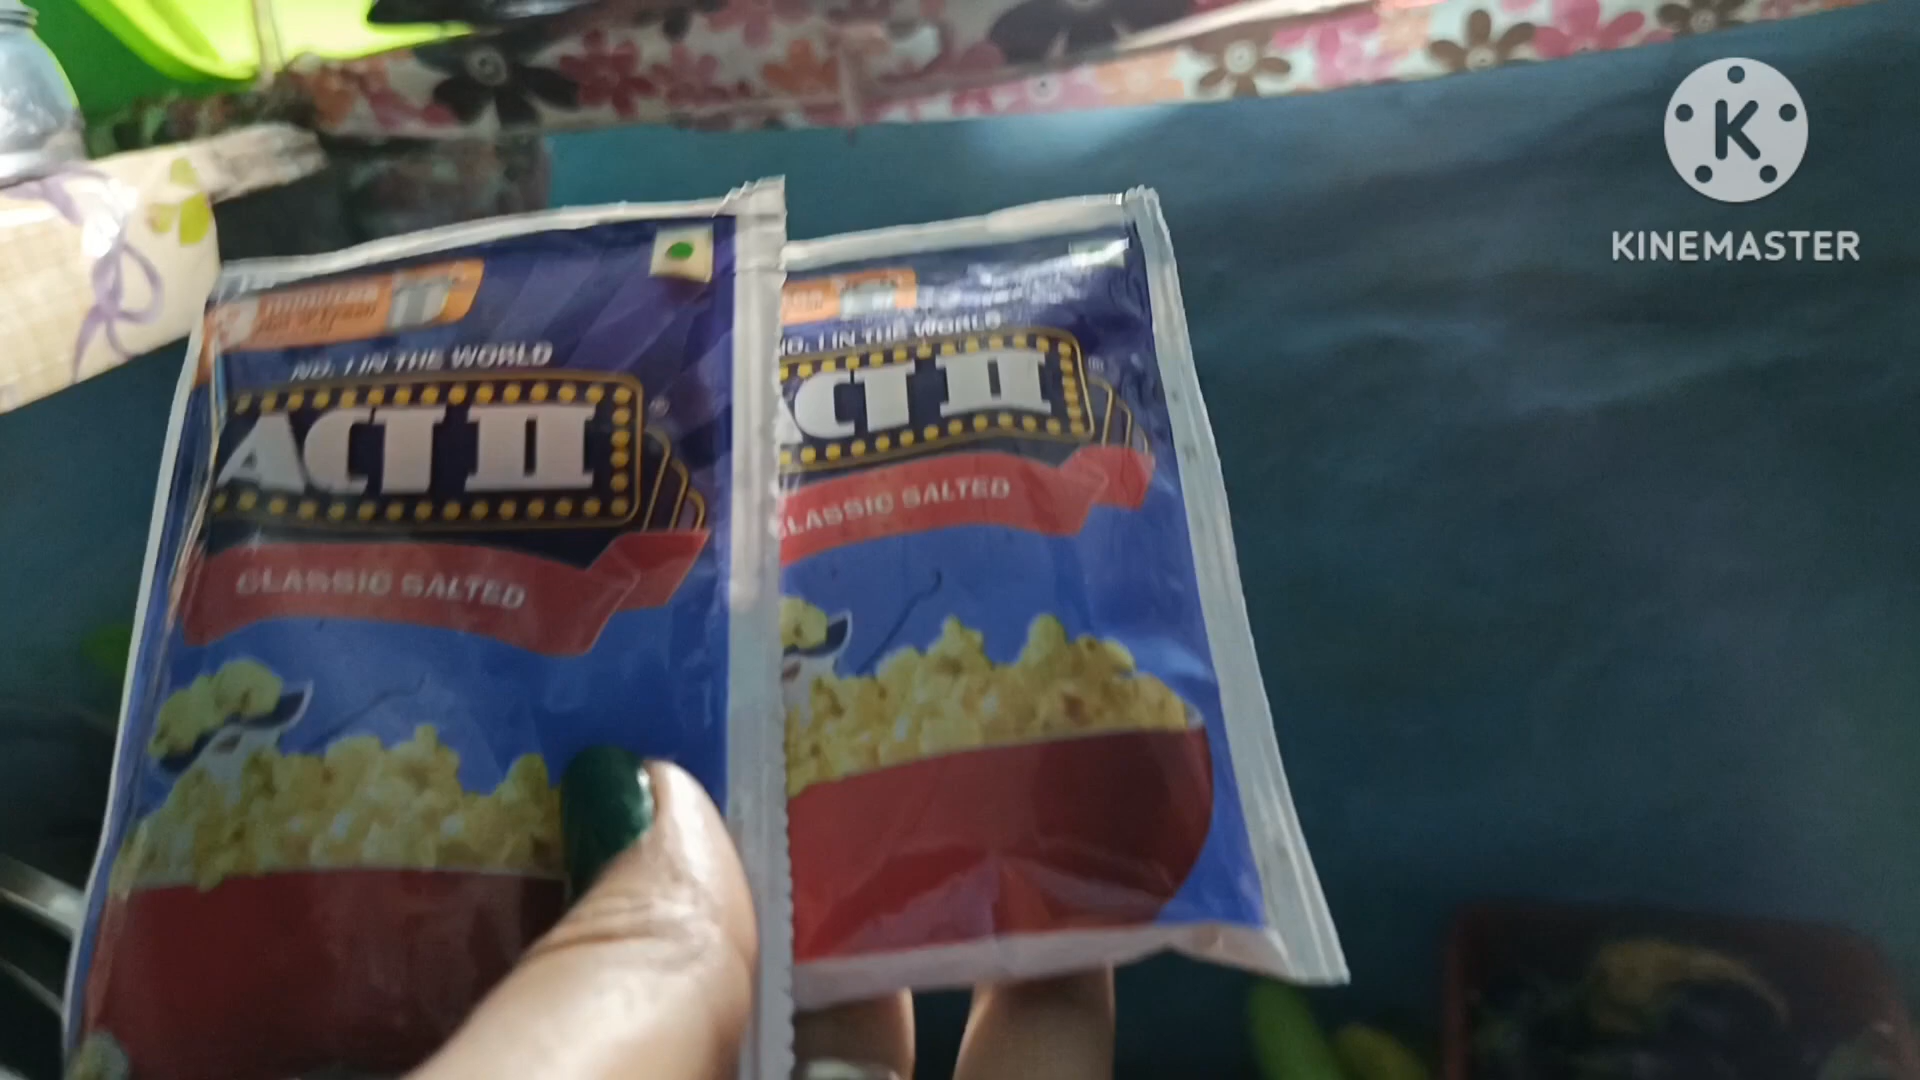 MINUTES
NO. 1 IN THE WORLD
ACT II
®
CLASSIC SALTED
NO. 1 IN THE WORLD
ACT II
®
CLASSIC SALTED
K
KINEMASTER